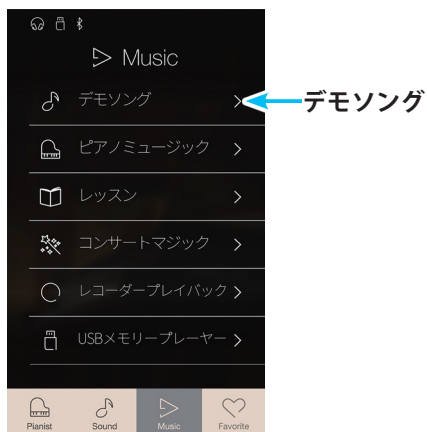 Music
デモソング
デモソング
ピアノミュージック
レッスン
コンサートマジック
レコーダープレイバック
USBメモリープレーヤー
Pianist Sound Music Favorite